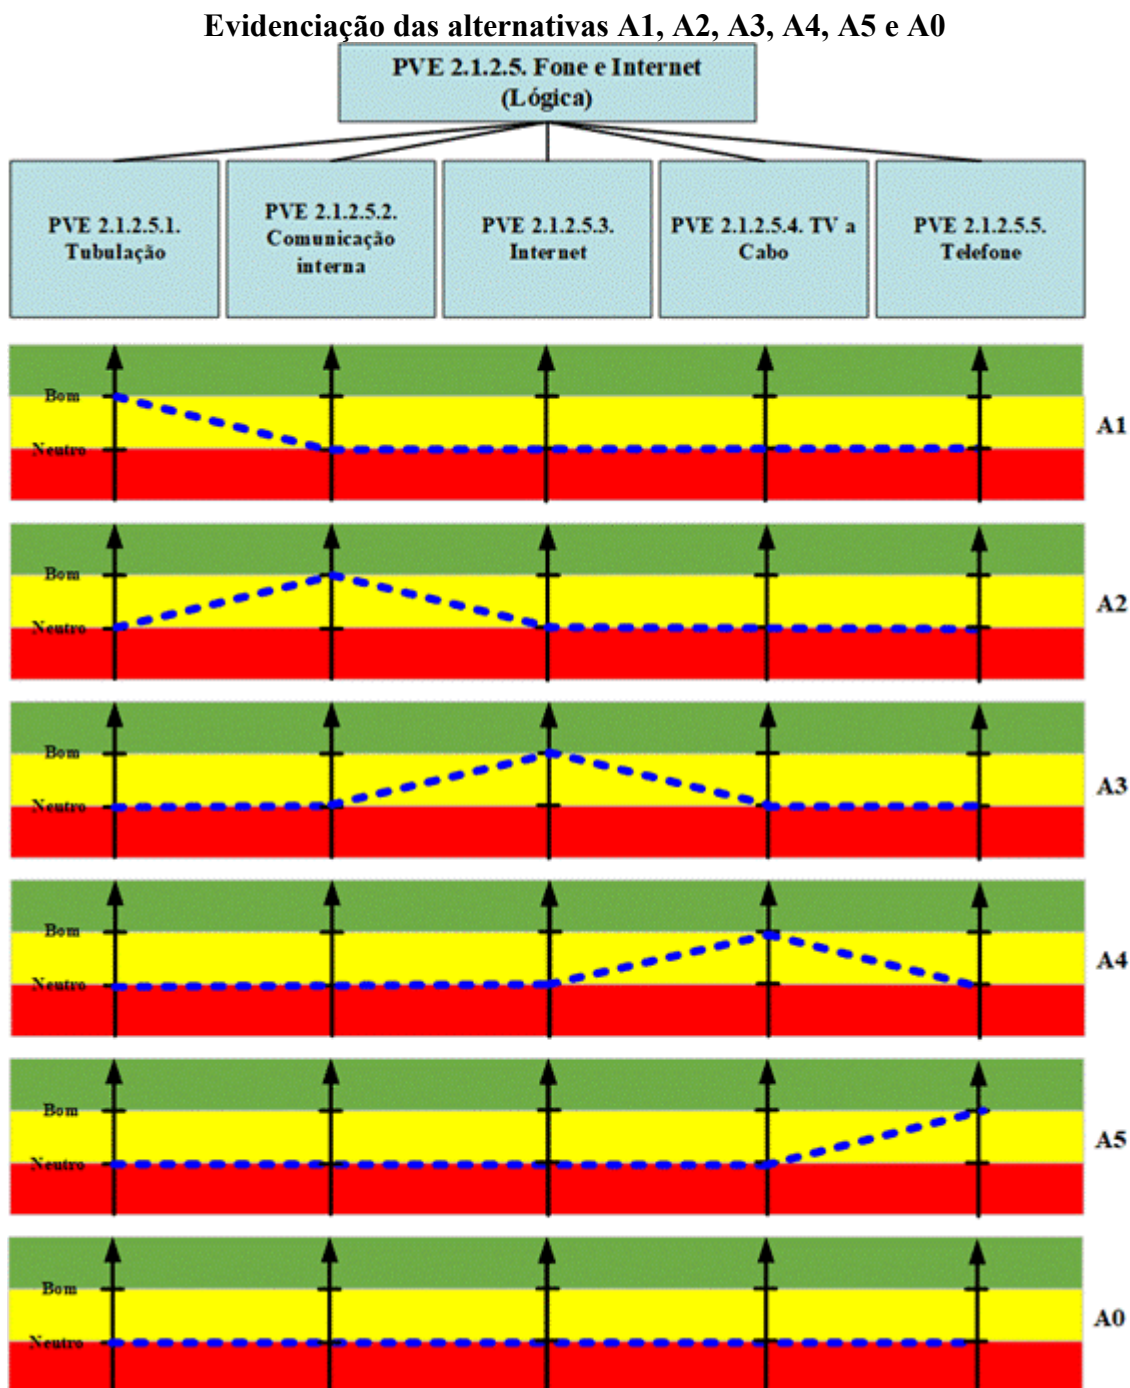 Evidenciação das alternativas A1, A2, A3, A4, A5 e A0
PVE 2.1.2.5. Fone e Internet
(Lógica)
PVE 2.1.2.5.1.
Tubulação
PVE 2.1.2.5.2.
Comunicação
interna
PVE 2.1.2.5.3.
Internet
PVE 2.1.2.5.4. TV a
Cabo
PVE 2.1.2.5.5.
Telefone
Bom
Neutro
A1
Bom
Neutro
A2
Bom
Neutro
A3
Bom
Neutro
A4
Bom
Neutro
A5
Bom
Neutro
A0